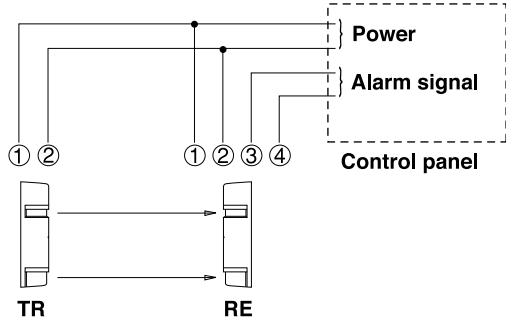 Power
Alarm signal
① ② ① ② ③ ④
Control panel
TR RE